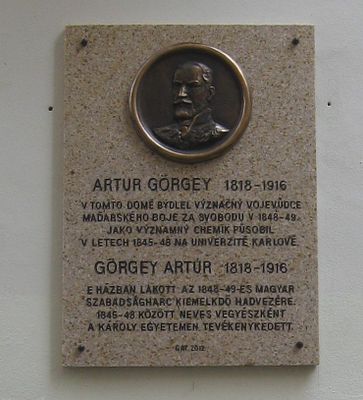 ARTUR GÖRGEY 1818-1916
V TOMTO DOMĚ BYDLEL VÝZNAČNÝ VOJEVŮDCE
MAĎARSKÉHO BOJE ZA SVOBODU V 1848-49.
JAKO VÝZNAMNÝ CHEMIK PŮSOBIL
V LETECH 1845-48 NA UNIVERZITĚ KARLOVĚ.
GÖRGEY ARTÚR 1818-1916
E HÁZBAN LAKOTT AZ 1848-49-ES MAGYAR
SZABADSÁGHARC KIEMELKDŐ HADVEZÉRE.
1845-48 KÖZÖTT NEVES VEGYÉSZKÉNT
A KÁROLY EGYETEMEN TEVÉKENYKEDETT.